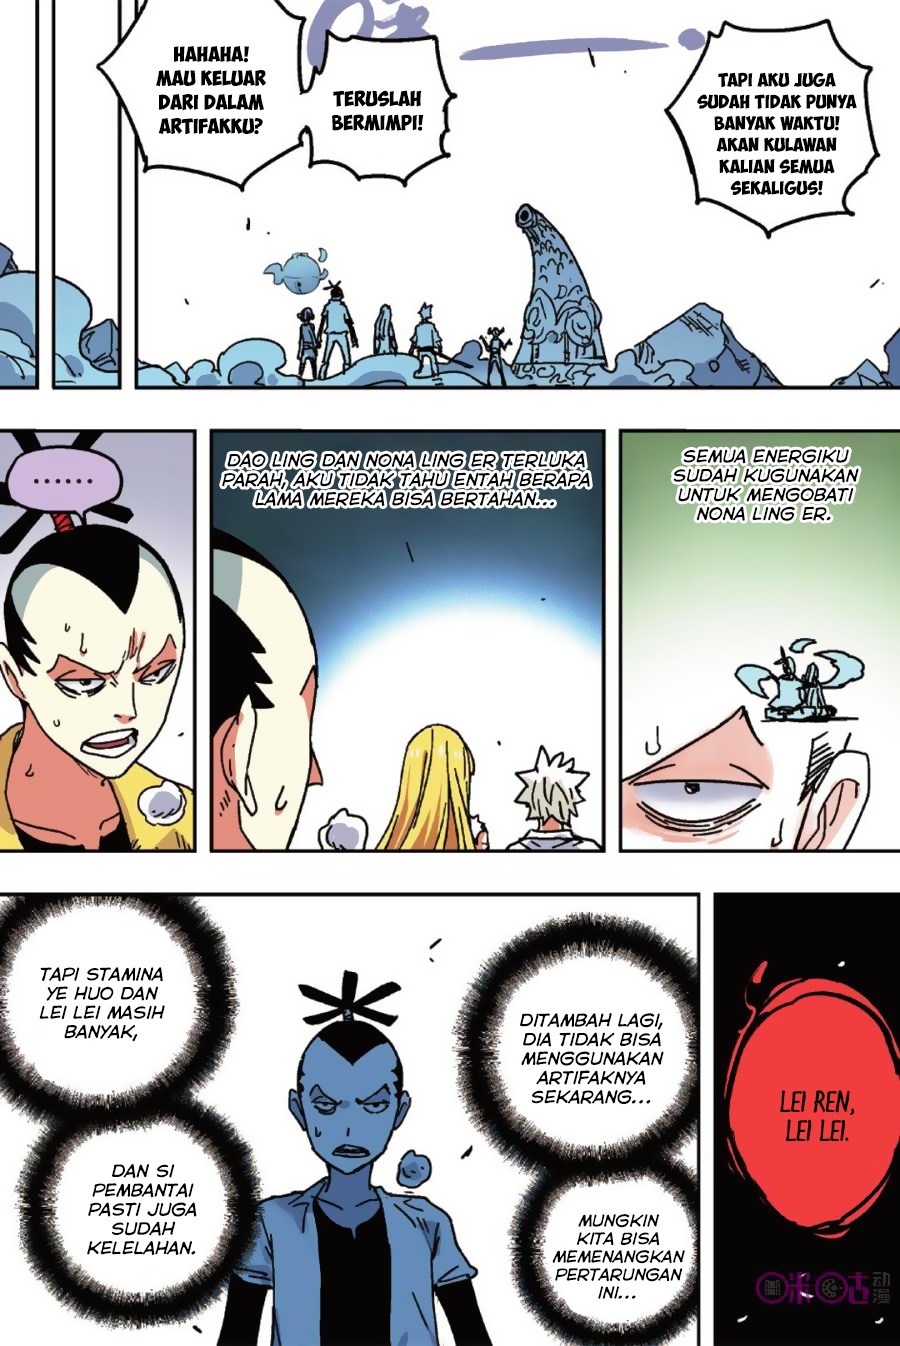 HAHAHA!
MAU KELUAR
DARI DALAM
ARTIFAKKU?
TERUSLAH
BERMIMPI!
TAPI AKU JUGA
SUDAH TIDAK PUNYA
BANYAK WAKTU!
AKAN KULAWAN
KALIAN SEMUA
SEKALIGUS!
......
DAO LING DAN NONA LING ER TERLUKA
PARAH, AKU TIDAK TAHU ENTAH BERAPA
LAMA MEREKA BISA BERTAHAN...
SEMUA ENERGIKU
SUDAH KUGUNAKAN
UNTUK MENGOBATI
NONA LING ER.
TAPI STAMINA
YE HUO DAN
LEI LEI MASIH
BANYAK,
DAN SI
PEMBANTAI
PASTI JUGA
SUDAH
KELELAHAN.
DITAMBAH LAGI,
DIA TIDAK BISA
MENGGUNAKAN
ARTIFAKNYA
SEKARANG...
MUNGKIN
KITA BISA
MEMENANGKAN
PERTARUNGAN
INI...
LEI REN,
LEI LEI.